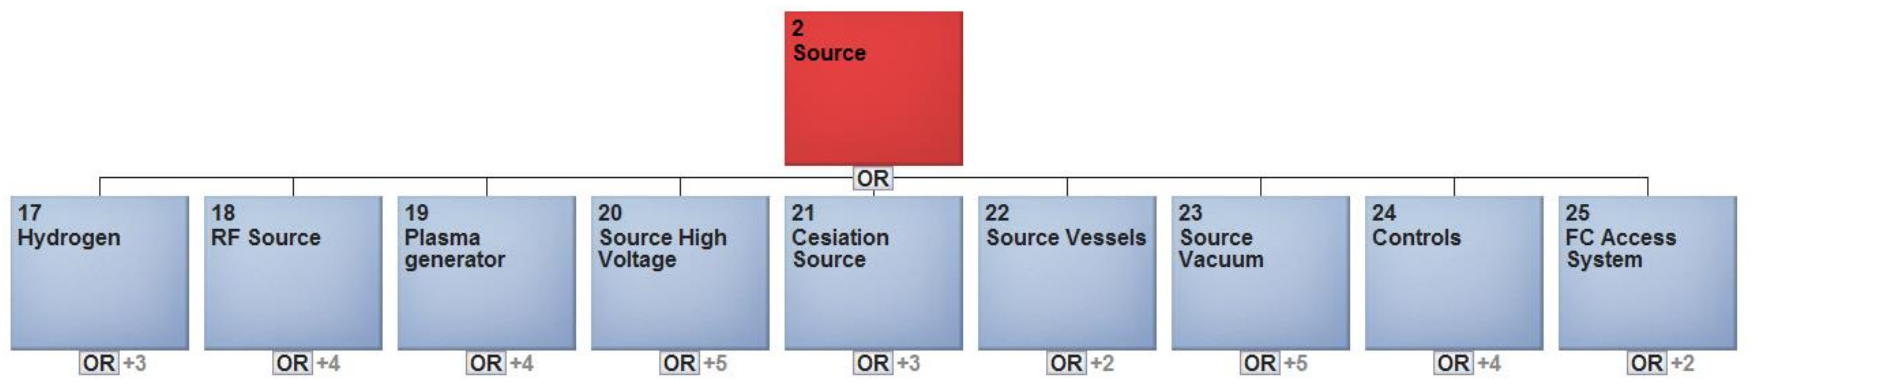 2
Source
OR
17
Hydrogen
OR +3
18
RF Source
OR +4
19
Plasma
generator
OR +4
20
Source High
Voltage
OR +5
21
Cesiation
Source
OR +3
22
Source Vessels
OR +2
23
Source
Vacuum
OR +5
24
Controls
OR +4
25
FC Access
System
OR +2